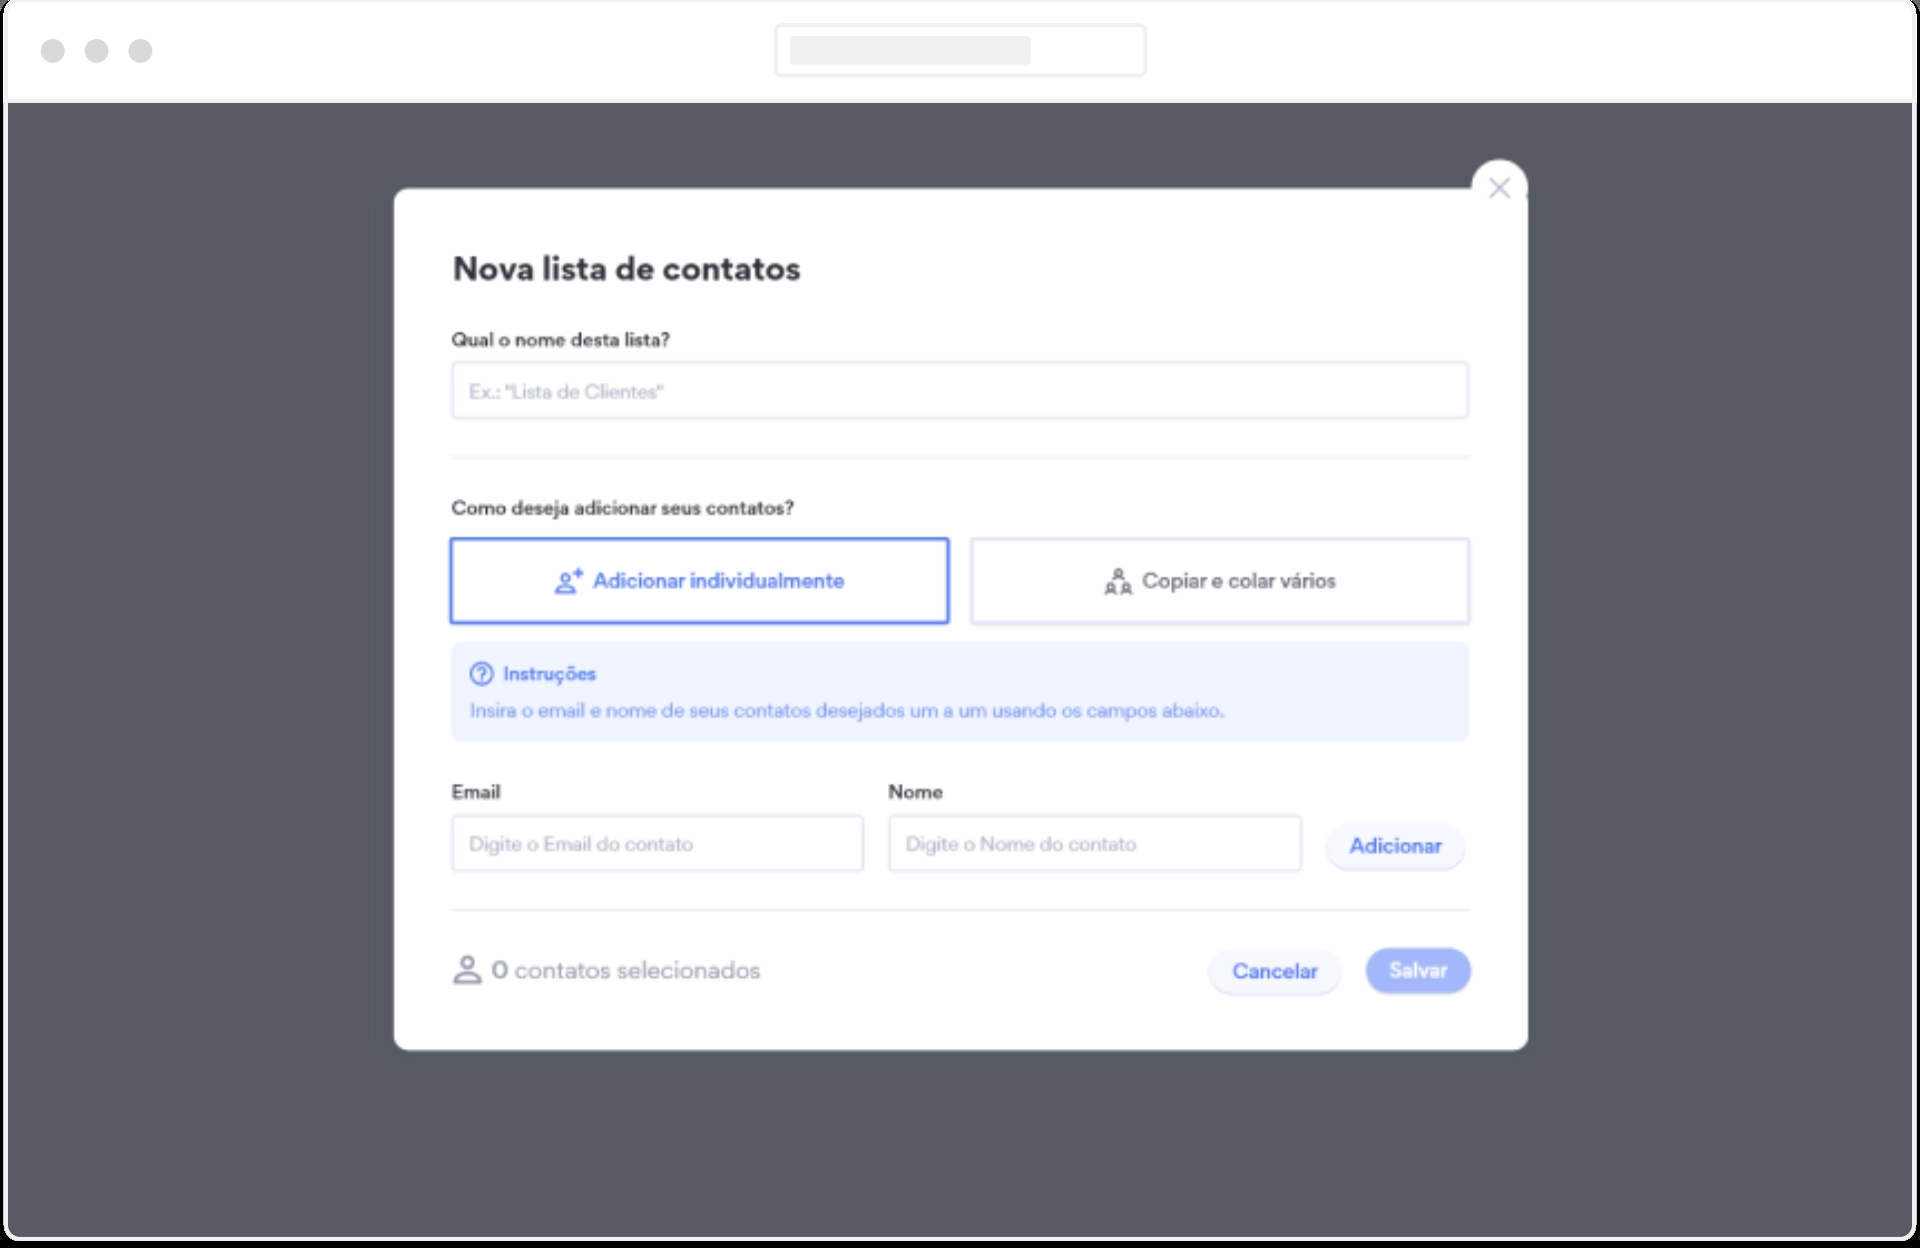 Nova lista de contatos
Qual o nome desta lista?
Ex.: "Lista de Clientes"
Como deseja adicionar seus contatos?
Adicionar individualmente
Copiar e colar vários
Instruções
Insira o email e nome de seus contatos desejados um a um usando os campos abaixo.
Email
Nome
Digite o Email do contato
Digite o Nome do contato
Adicionar
0 contatos selecionados
Cancelar
Salvar